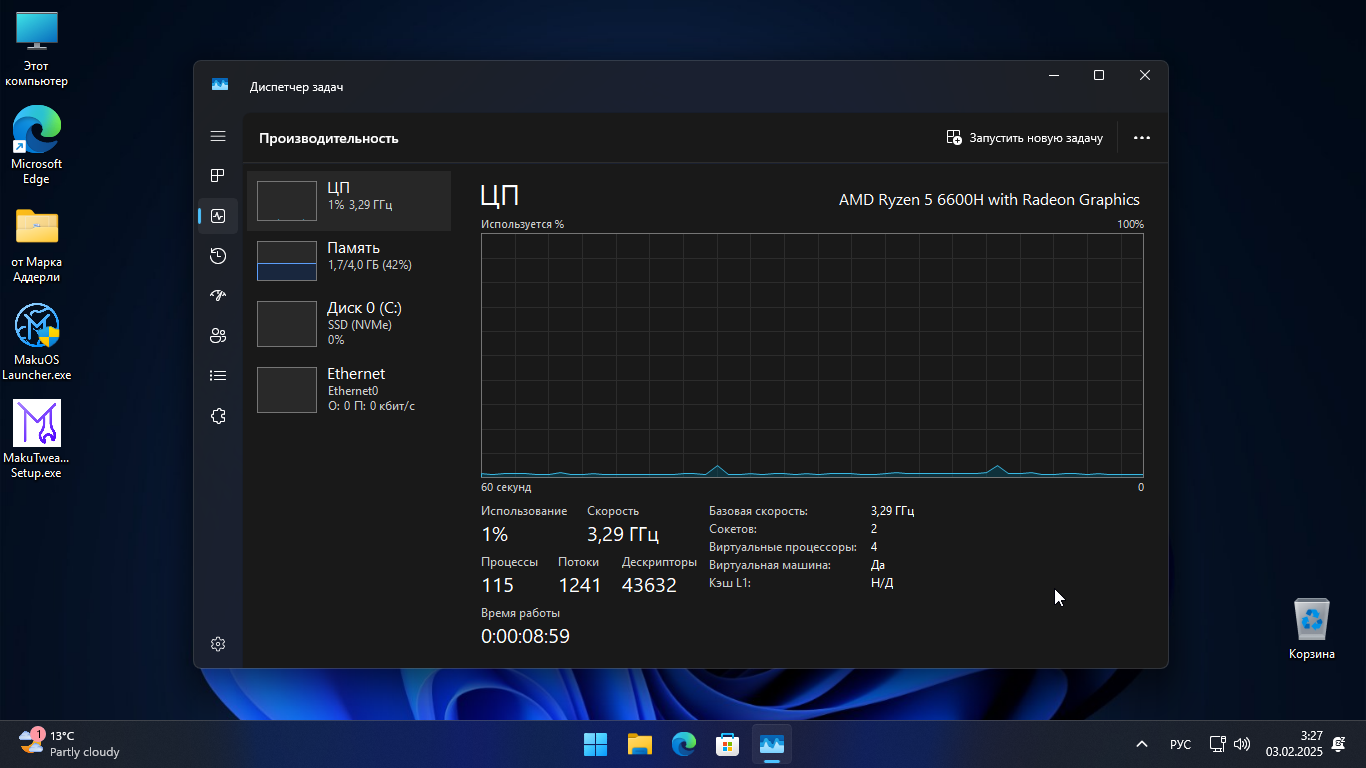 Этот
компьютер
Microsoft
Edge
от Марка
Аддерли
MakuOS
Launcher.exe
MakuTwea...
Setup.exe
Корзина
Диспетчер задач
Производительность
Запустить новую задачу
ЦП
1% 3,29 ГГц
Память
1,7/4,0 ГБ (42%)
Диск 0 (C:)
SSD (NVMe)
0%
Ethernet
Ethernet0
О: 0 П: 0 кбит/с
ЦП
AMD Ryzen 5 6600H with Radeon Graphics
Используется %
100%
60 секунд
0
Использование
Скорость
1%
3,29 ГГц
Процессы
Потоки
Дескрипторы
115
1241
43632
Время работы
0:00:08:59
Базовая скорость:
3,29 ГГц
Сокетов:
2
Виртуальные процессоры:
4
Виртуальная машина:
Да
Кэш L1:
Н/Д
1
13°C
Partly cloudy
РУС
3:27
03.02.2025